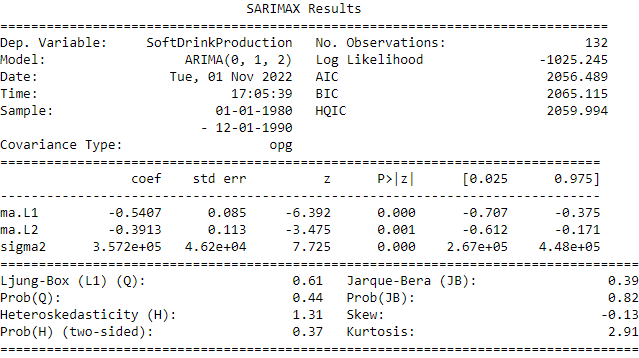 SARIMAX Results
==============================================================================
Dep. Variable:     SoftDrinkProduction   No. Observations:                  132
Model:                  ARIMA(0, 1, 2)   Log Likelihood               -1025.245
Date:                 Tue, 01 Nov 2022   AIC                           2056.489
Time:                         17:05:39   BIC                           2065.115
Sample:                     01-01-1980   HQIC                          2059.994
                          - 12-01-1990
Covariance Type:                   opg
==============================================================================
                 coef    std err          z      P>|z|      [0.025      0.975]
------------------------------------------------------------------------------
ma.L1         -0.5407      0.085     -6.392      0.000      -0.707      -0.375
ma.L2         -0.3913      0.113     -3.475      0.001      -0.612      -0.171
sigma2      3.572e+05   4.62e+04      7.725      0.000    2.67e+05    4.48e+05
===================================================================================
Ljung-Box (L1) (Q):                   0.61   Jarque-Bera (JB):                 0.39
Prob(Q):                              0.44   Prob(JB):                         0.82
Heteroskedasticity (H):               1.31   Skew:                            -0.13
Prob(H) (two-sided):                  0.37   Kurtosis:                         2.91
===================================================================================